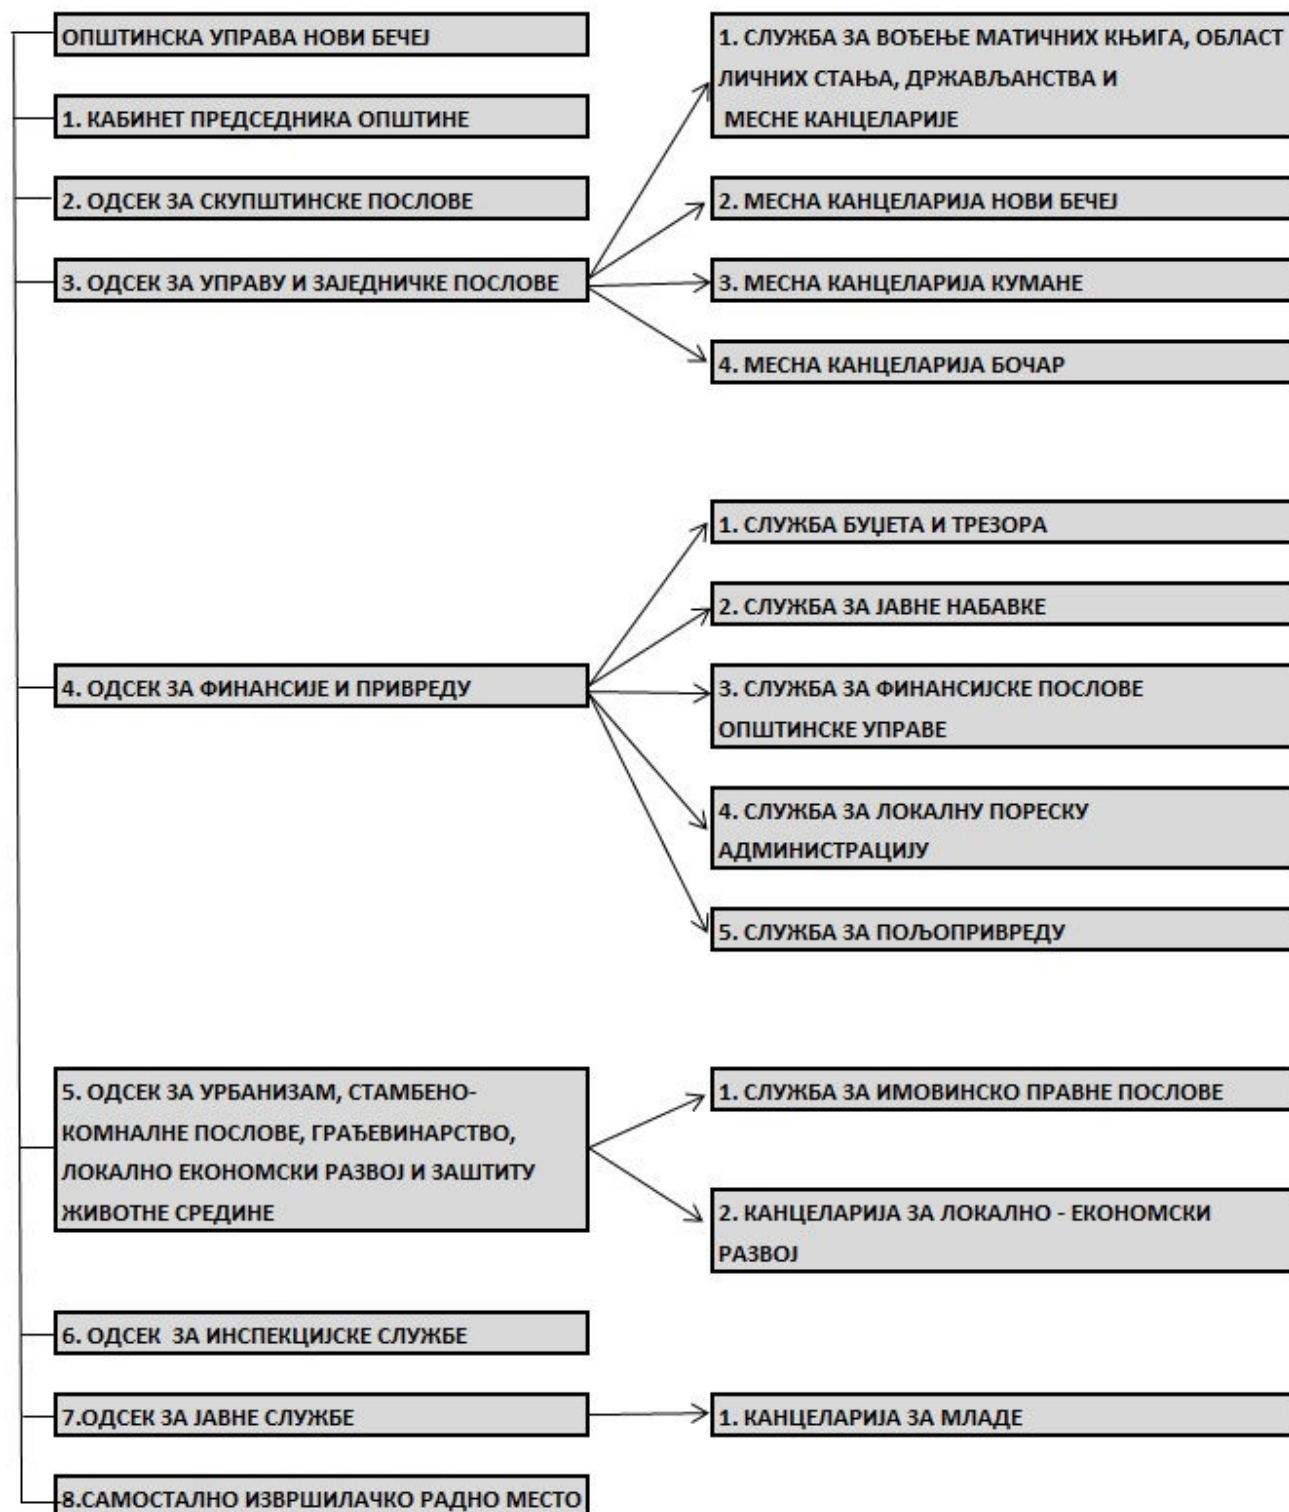 ОПШТИНСКА УПРАВА НОВИ БЕЧЕЈ
1. КАБИНЕТ ПРЕДСЕДНИКА ОПШТИНЕ
2. ОДСЕК ЗА СКУПШТИНСКЕ ПОСЛОВЕ
3. ОДСЕК ЗА УПРАВУ И ЗАЈЕДНИЧКЕ ПОСЛОВЕ
1. СЛУЖБА ЗА ВОЂЕЊЕ МАТИЧНИХ КЊИГА, ОБЛАСТ
ЛИЧНИХ СТАЊА, ДРЖАВЉАНСТВА И
МЕСНЕ КАНЦЕЛАРИЈЕ
2. МЕСНА КАНЦЕЛАРИЈА НОВИ БЕЧЕЈ
3. МЕСНА КАНЦЕЛАРИЈА КУМАНЕ
4. МЕСНА КАНЦЕЛАРИЈА БОЧАР
4. ОДСЕК ЗА ФИНАНСИЈЕ И ПРИВРЕДУ
1. СЛУЖБА БУЏЕТА И ТРЕЗОРА
2. СЛУЖБА ЗА ЈАВНЕ НАБАВКЕ
3. СЛУЖБА ЗА ФИНАНСИЈСКЕ ПОСЛОВЕ
ОПШТИНСКЕ УПРАВЕ
4. СЛУЖБА ЗА ЛОКАЛНУ ПОРЕСКУ
АДМИНИСТРАЦИЈУ
5. СЛУЖБА ЗА ПОЉОПРИВРЕДУ
5. ОДСЕК ЗА УРБАНИЗАМ, СТАМБЕНО-
КОМНАЛНЕ ПОСЛОВЕ, ГРАЂЕВИНАРСТВО,
ЛОКАЛНО ЕКОНОМСКИ РАЗВОЈ И ЗАШТИТУ
ЖИВОТНЕ СРЕДИНЕ
1. СЛУЖБА ЗА ИМОВИНСКО ПРАВНЕ ПОСЛОВЕ
2. КАНЦЕЛАРИЈА ЗА ЛОКАЛНО - ЕКОНОМСКИ
РАЗВОЈ
6. ОДСЕК  ЗА ИНСПЕКЦИЈСКЕ СЛУЖБЕ
7.ОДСЕК ЗА ЈАВНЕ СЛУЖБЕ
1. КАНЦЕЛАРИЈА ЗА МЛАДЕ
8.САМОСТАЛНО ИЗВРШИЛАЧКО РАДНО МЕСТО